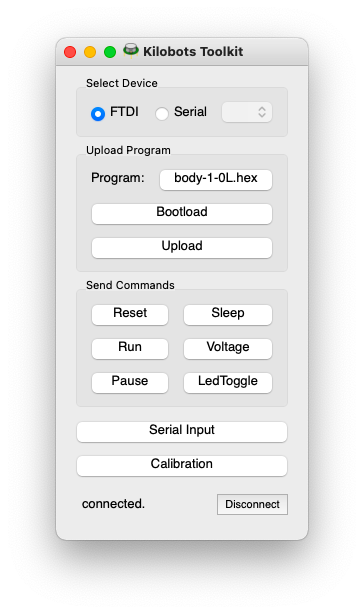 Kilobots Toolkit
Select Device
FTDI Serial
Upload Program
Program: body-1-0L.hex
Bootload
Upload
Send Commands
Reset Sleep
Run Voltage
Pause LedToggle
Serial Input
Calibration
connected. Disconnect